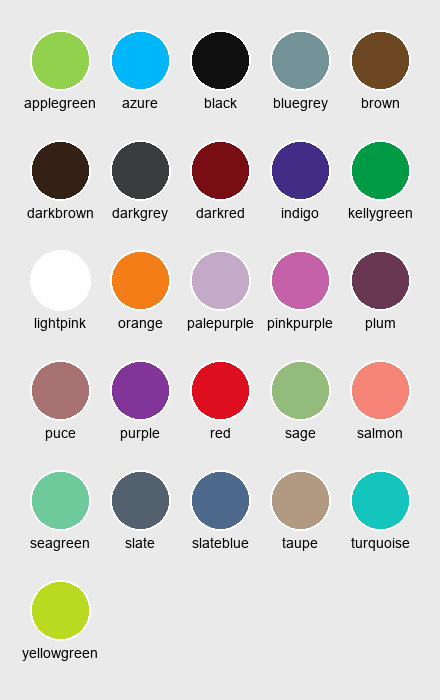 applegreen azure black bluegrey brown
darkbrown darkgrey darkred indigo kellygreen
lightpink orange palepurple pinkpurple plum
puce purple red sage salmon
seagreen slate slateblue taupe turquoise
yellowgreen